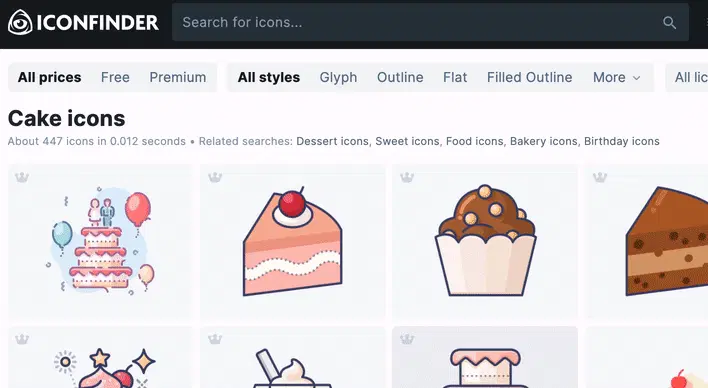 ICONFINDER Search for icons...
All prices Free Premium All styles Glyph Outline Flat Filled Outline More All lic
Cake icons
About 447 icons in 0.012 seconds • Related searches: Dessert icons, Sweet icons, Food icons, Bakery icons, Birthday icons